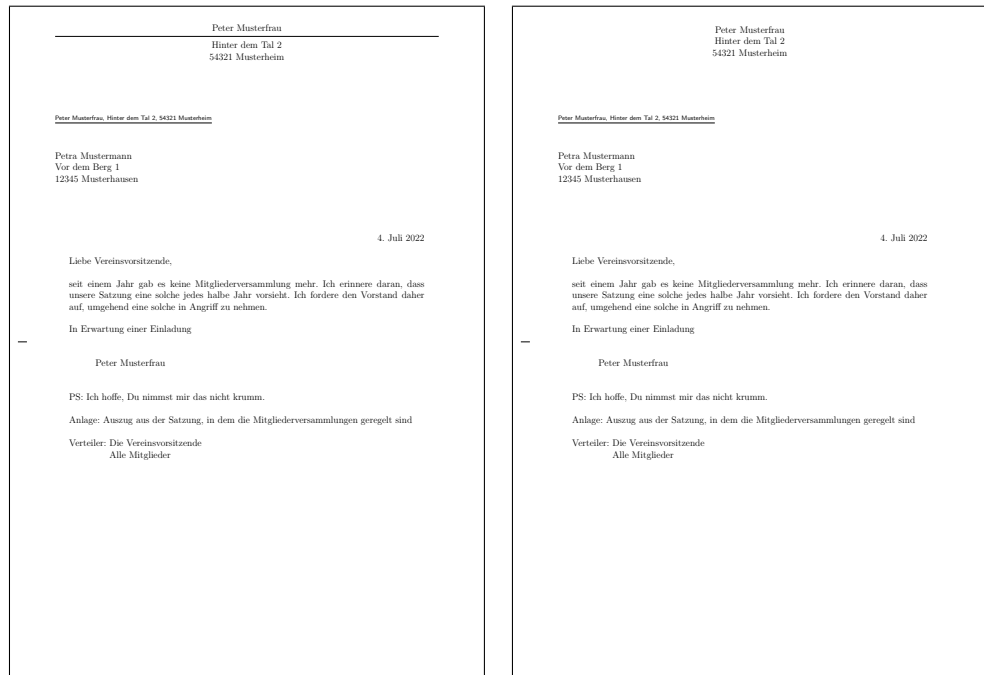 Peter Musterfrau
Hinter dem Tal 2
54321 Musterheim
Peter Musterfrau, Hinter dem Tal 2, 54321 Musterheim
Petra Mustermann
Vor dem Berg 1
12345 Musterhausen
4. Juli 2022
Liebe Vereinsvorsitzende,
seit einem Jahr gab es keine Mitgliederversammlung mehr. Ich erinnere daran, dass
unsere Satzung eine solche jedes halbe Jahr vorsieht. Ich fordere den Vorstand daher
auf, umgehend eine solche in Angriff zu nehmen.
In Erwartung einer Einladung
Peter Musterfrau
PS: Ich hoffe, Du nimmst mir das nicht krumm.
Anlage: Auszug aus der Satzung, in dem die Mitgliederversammlungen geregelt sind
Verteiler: Die Vereinsvorsitzende
Alle Mitglieder
Peter Musterfrau
Hinter dem Tal 2
54321 Musterheim
Peter Musterfrau, Hinter dem Tal 2, 54321 Musterheim
Petra Mustermann
Vor dem Berg 1
12345 Musterhausen
4. Juli 2022
Liebe Vereinsvorsitzende,
seit einem Jahr gab es keine Mitgliederversammlung mehr. Ich erinnere daran, dass
unsere Satzung eine solche jedes halbe Jahr vorsieht. Ich fordere den Vorstand daher
auf, umgehend eine solche in Angriff zu nehmen.
In Erwartung einer Einladung
Peter Musterfrau
PS: Ich hoffe, Du nimmst mir das nicht krumm.
Anlage: Auszug aus der Satzung, in dem die Mitgliederversammlungen geregelt sind
Verteiler: Die Vereinsvorsitzende
Alle Mitglieder